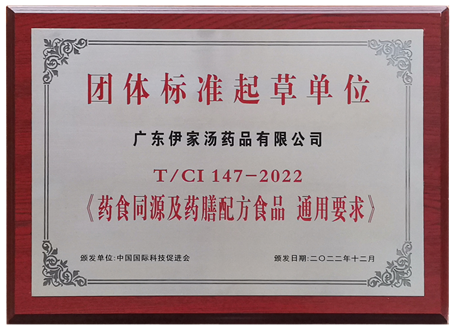 团体标准起草单位
广东伊家汤药品有限公司
T/CI 147-2022
《药食同源及药膳配方食品 通用要求》
颁发单位:中国国际科技促进会 颁发日期:二〇二二年十二月